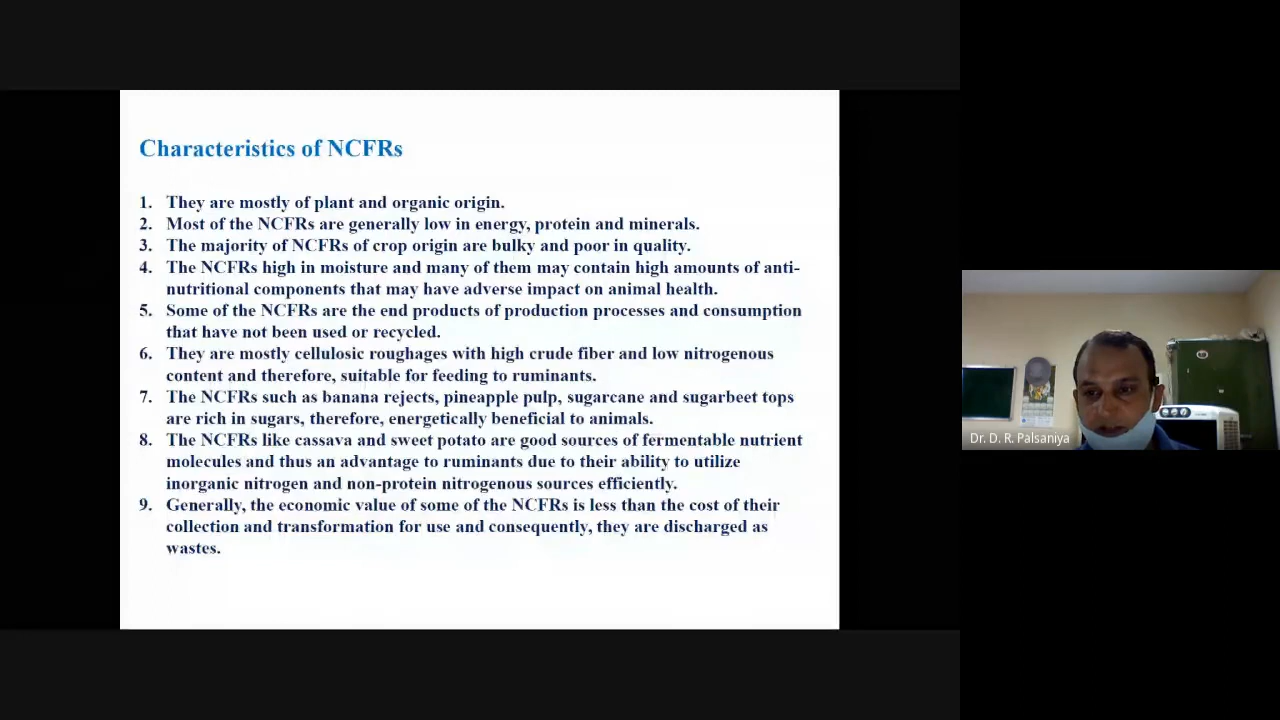 Characteristics of NCFRs
1. They are mostly of plant and organic origin.
2. Most of the NCFRs are generally low in energy, protein and minerals.
3. The majority of NCFRs of crop origin are bulky and poor in quality.
4. The NCFRs high in moisture and many of them may contain high amounts of anti-
nutritional components that may have adverse impact on animal health.
5. Some of the NCFRs are the end products of production processes and consumption
that have not been used or recycled.
6. They are mostly cellulosic roughages with high crude fiber and low nitrogenous
content and therefore, suitable for feeding to ruminants.
7. The NCFRs such as banana rejects, pineapple pulp, sugarcane and sugarbeet tops
are rich in sugars, therefore, energetically beneficial to animals.
8. The NCFRs like cassava and sweet potato are good sources of fermentable nutrient
molecules and thus an advantage to ruminants due to their ability to utilize
inorganic nitrogen and non-protein nitrogenous sources efficiently.
9. Generally, the economic value of some of the NCFRs is less than the cost of their
collection and transformation for use and consequently, they are discharged as
wastes.
Dr. D. R. Palsaniya